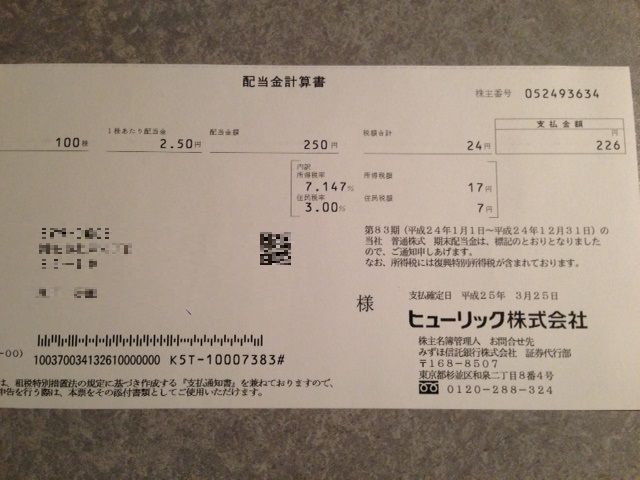 配当金計算書
株主番号 052493634
100株
1株あたり配当金 2.50円
配当金額 250円
税額合計 24円
支払金額 226円
内訳
所得税率 7.147% 所得税額 17円
住民税率 3.00% 住民税額 7円
第83期（平成24年1月1日～平成24年12月31日）の
当社 普通株式 期末配当金は、標記のとおりとなりました
ので、ご通知申しあげます。
なお、所得税には復興特別所得税が含まれております。
様
支払確定日 平成25年 3月25日
ヒューリック株式会社
株主名簿管理人 お問合せ先
みずほ信託銀行株式会社 証券代行部
〒168-8507
東京都杉並区和泉二丁目8番4号
0120-288-324
-00) 100370034132610000000 K5T-10007383#
は、租税特別措置法の規定に基づき作成する『支払通知書』を兼ねておりますので、
申告を行う際は、本票をその添付書類としてご使用いただけます。